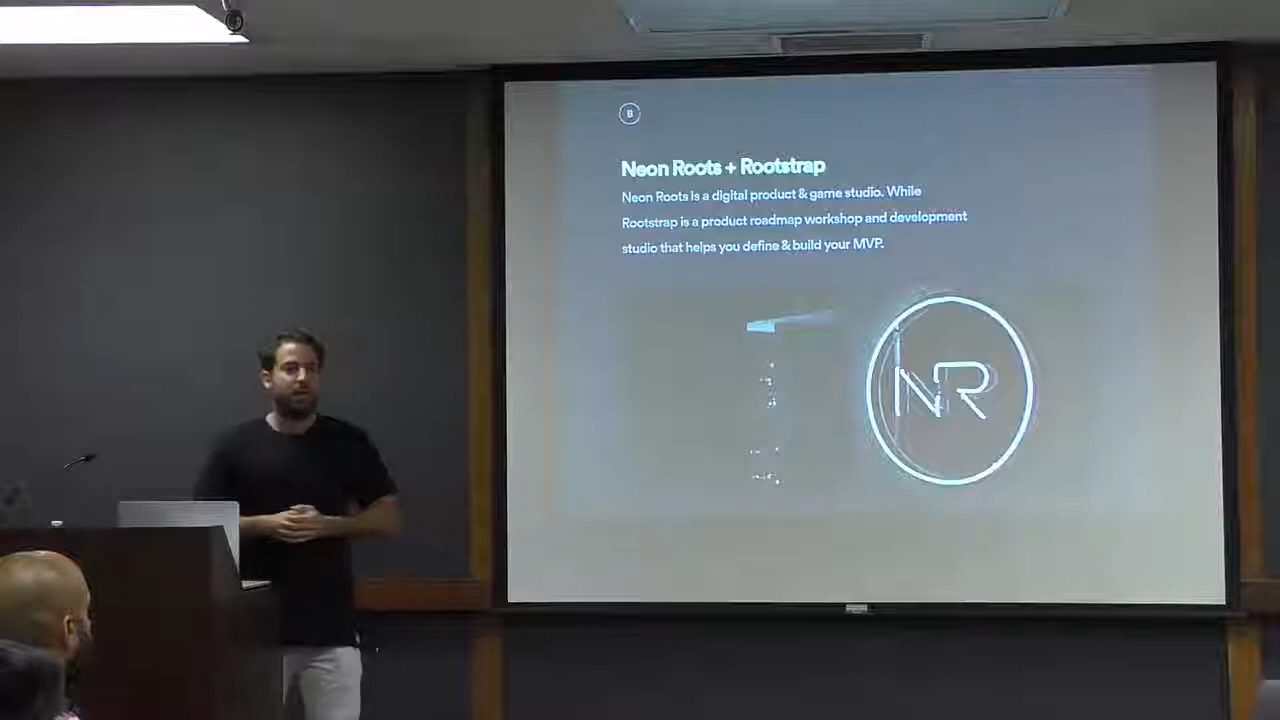 B
Neon Roots + Rootstrap
Neon Roots is a digital product & game studio. While
Rootstrap is a product roadmap workshop and development
studio that helps you define & build your MVP.
NR